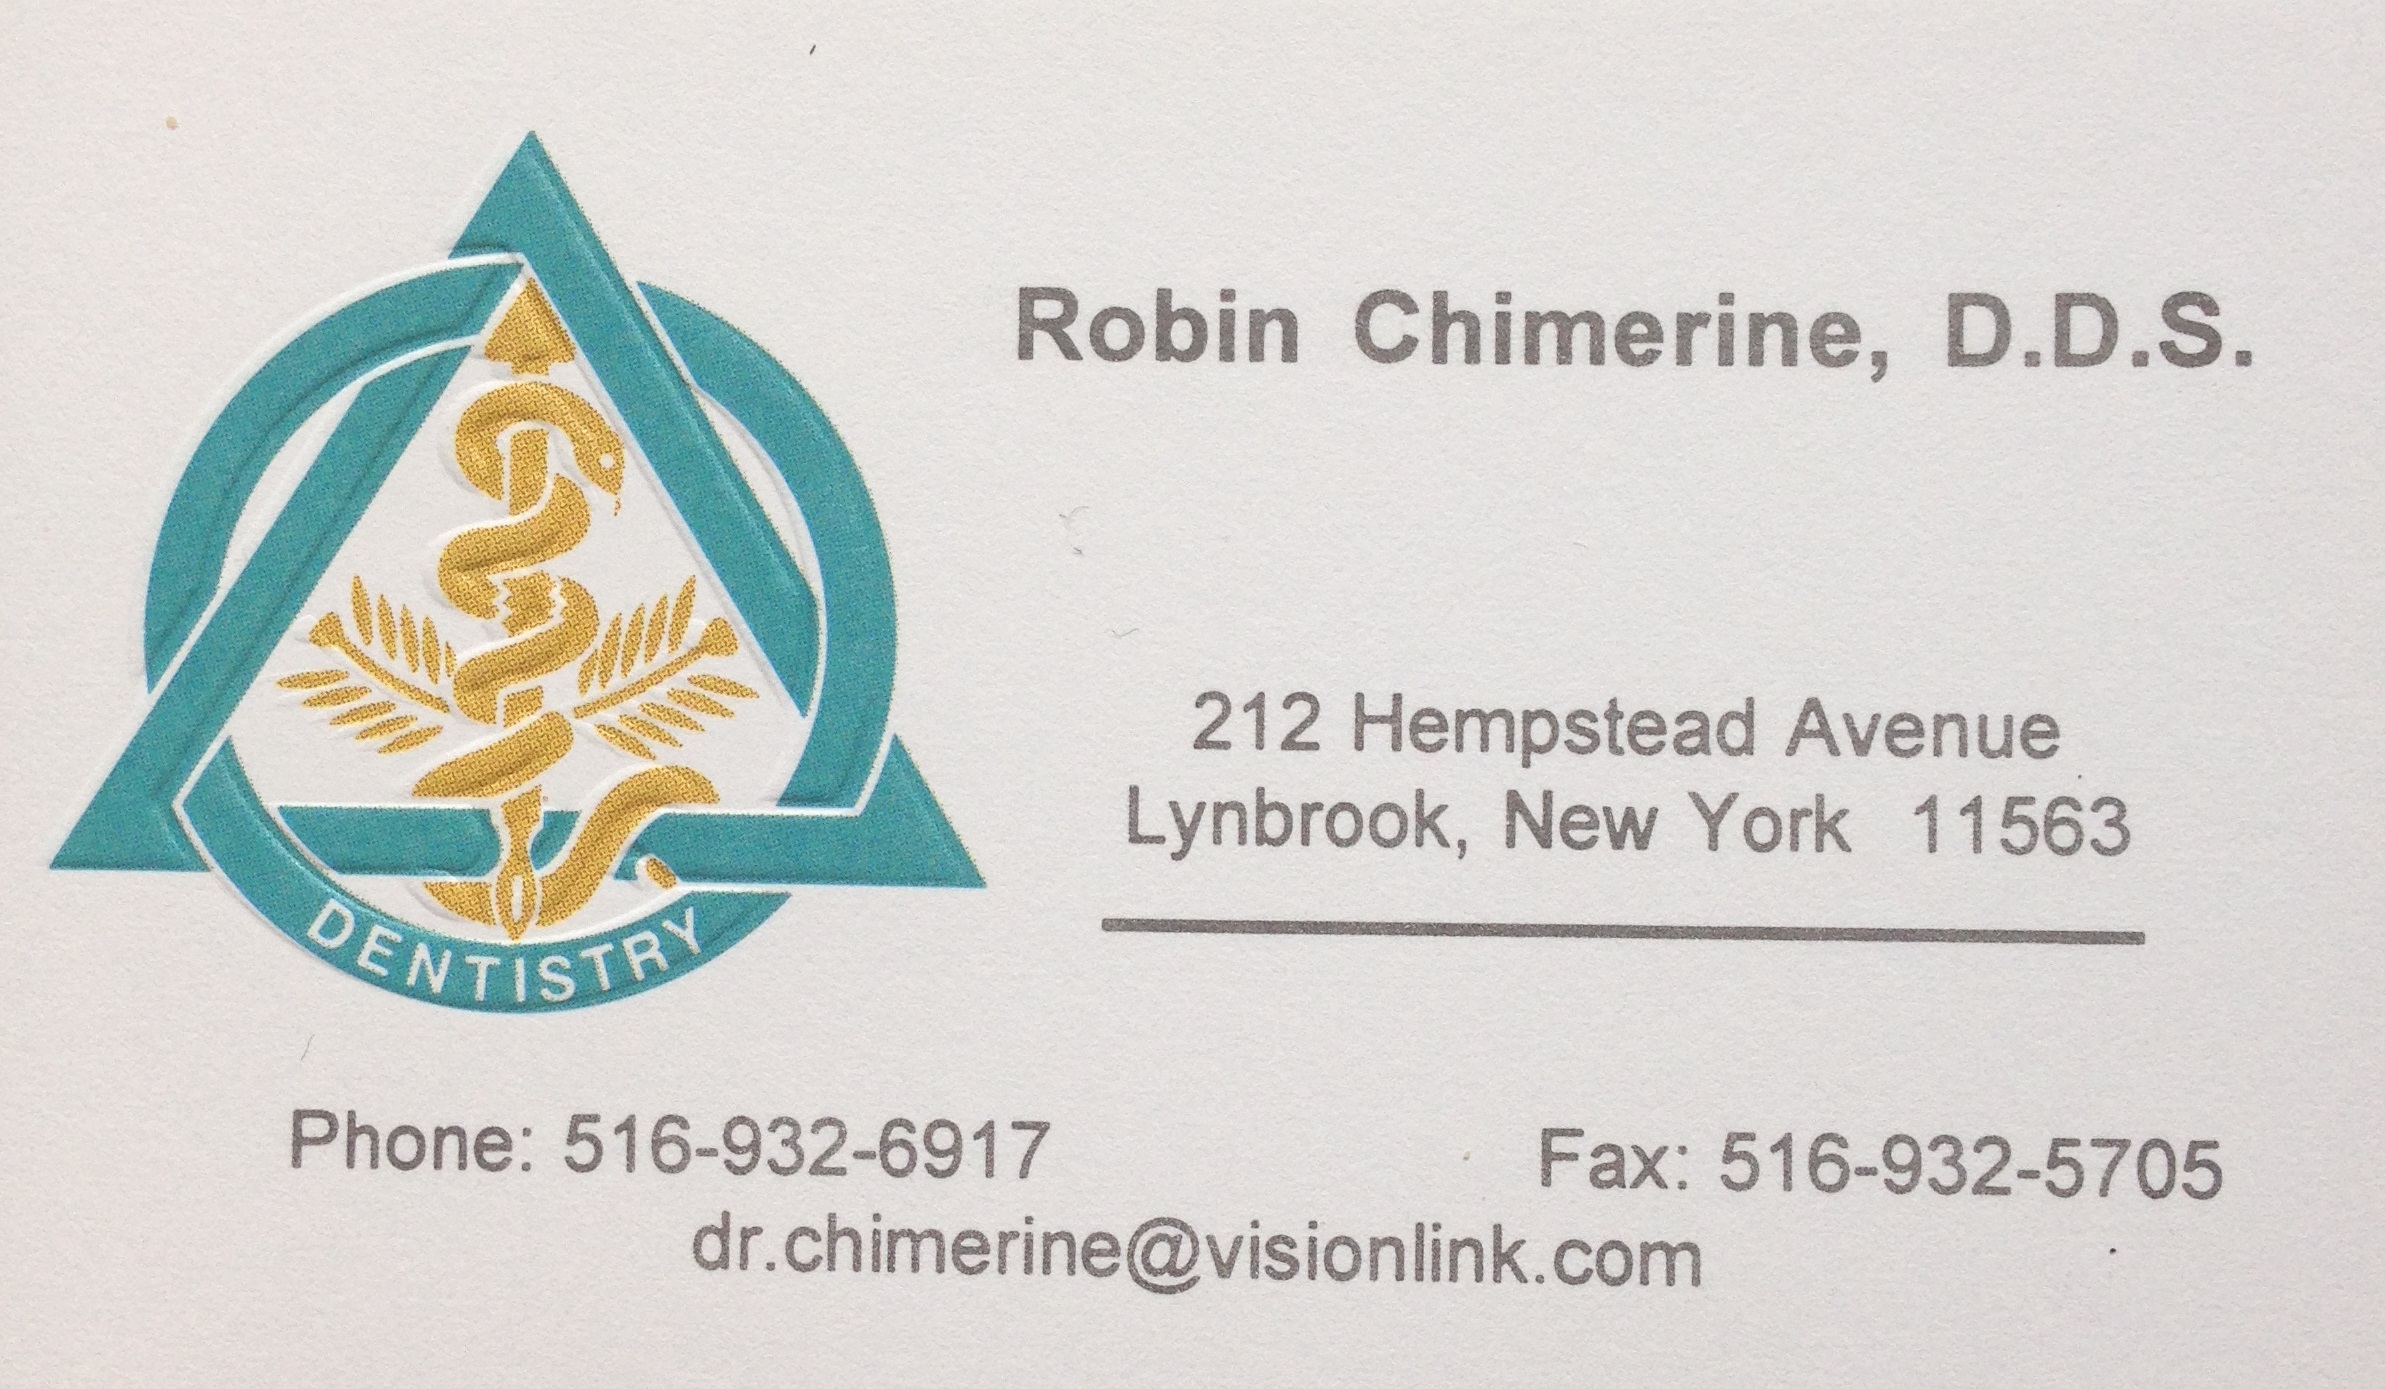 Robin Chimerine, D.D.S.
212 Hempstead Avenue
Lynbrook, New York 11563
DENTISTRY
Phone: 516-932-6917
Fax: 516-932-5705
dr.chimerine@visionlink.com